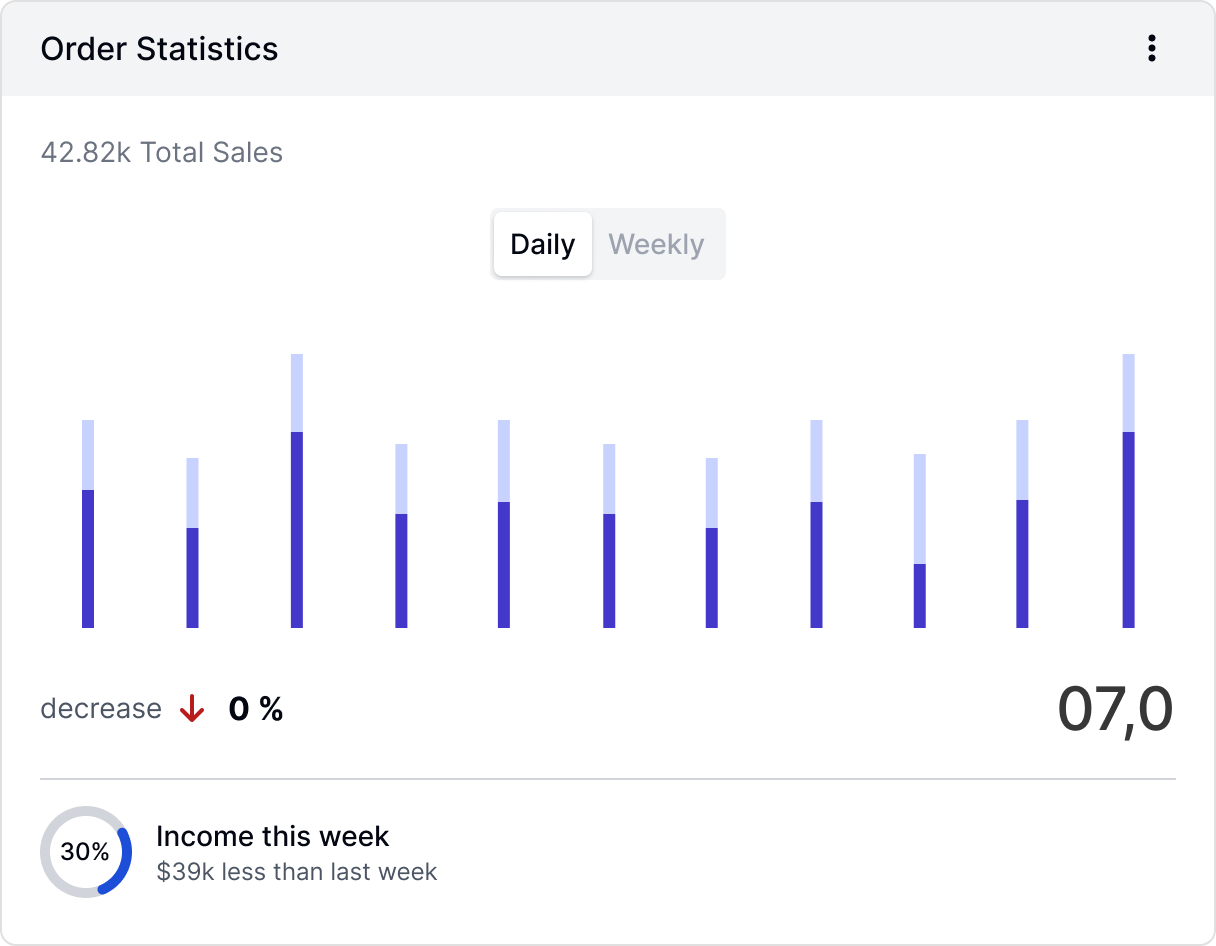 Order Statistics
42.82k Total Sales
Daily Weekly
decrease 0 % 07,0
30% Income this week
$39k less than last week